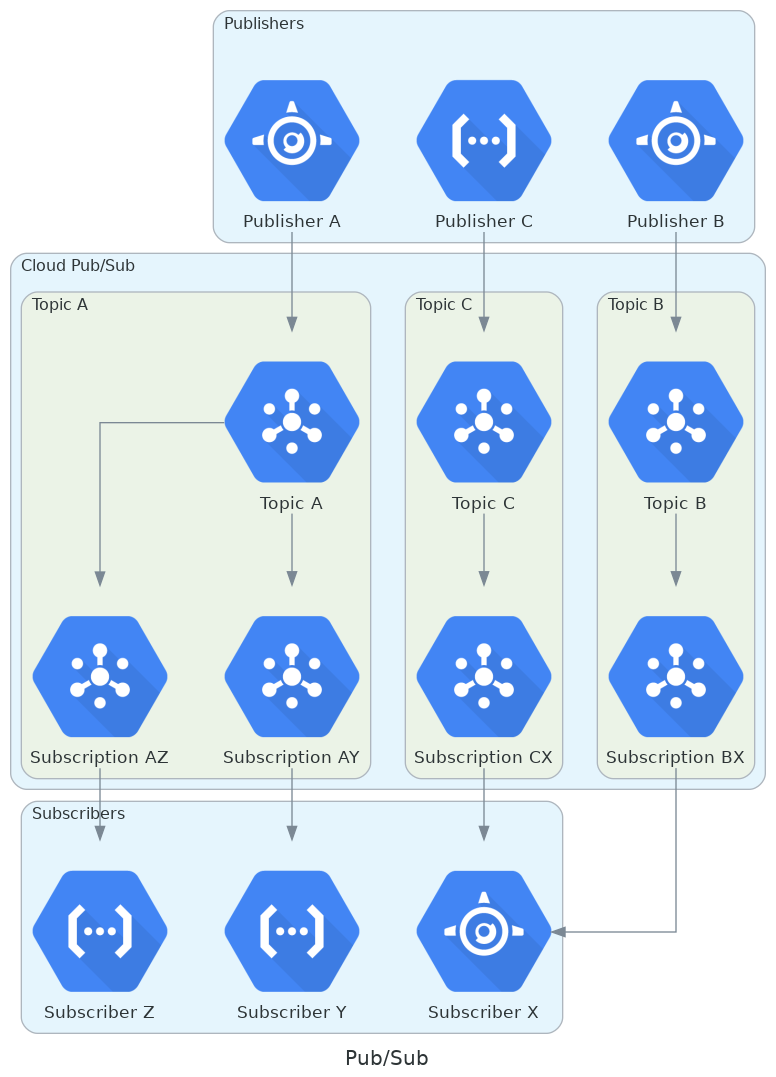 Publishers
Publisher A
Publisher C
Publisher B
Cloud Pub/Sub
Topic A
Topic C
Topic B
Topic A
Topic C
Topic B
Subscription AZ
Subscription AY
Subscription CX
Subscription BX
Subscribers
Subscriber Z
Subscriber Y
Subscriber X
Pub/Sub